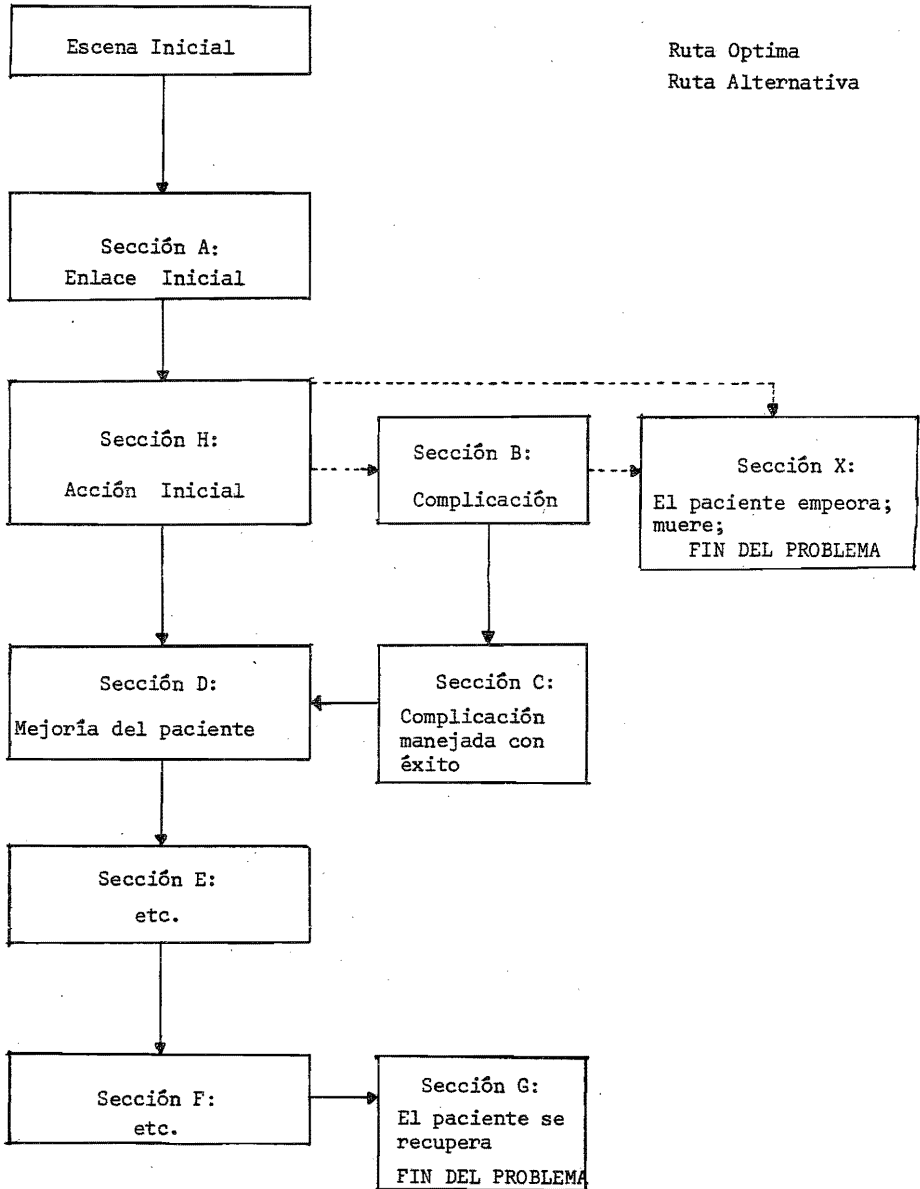 Escena Inicial
Ruta Optima
Ruta Alternativa
Sección A:
Enlace Inicial
Sección H:
Acción Inicial
Sección B:
Complicación
Sección X:
El paciente empeora;
muere;
FIN DEL PROBLEMA
Sección D:
Mejoría del paciente
Sección C:
Complicación
manejada con
éxito
Sección E:
etc.
Sección F:
etc.
Sección G:
El paciente se
recupera
FIN DEL PROBLEMA